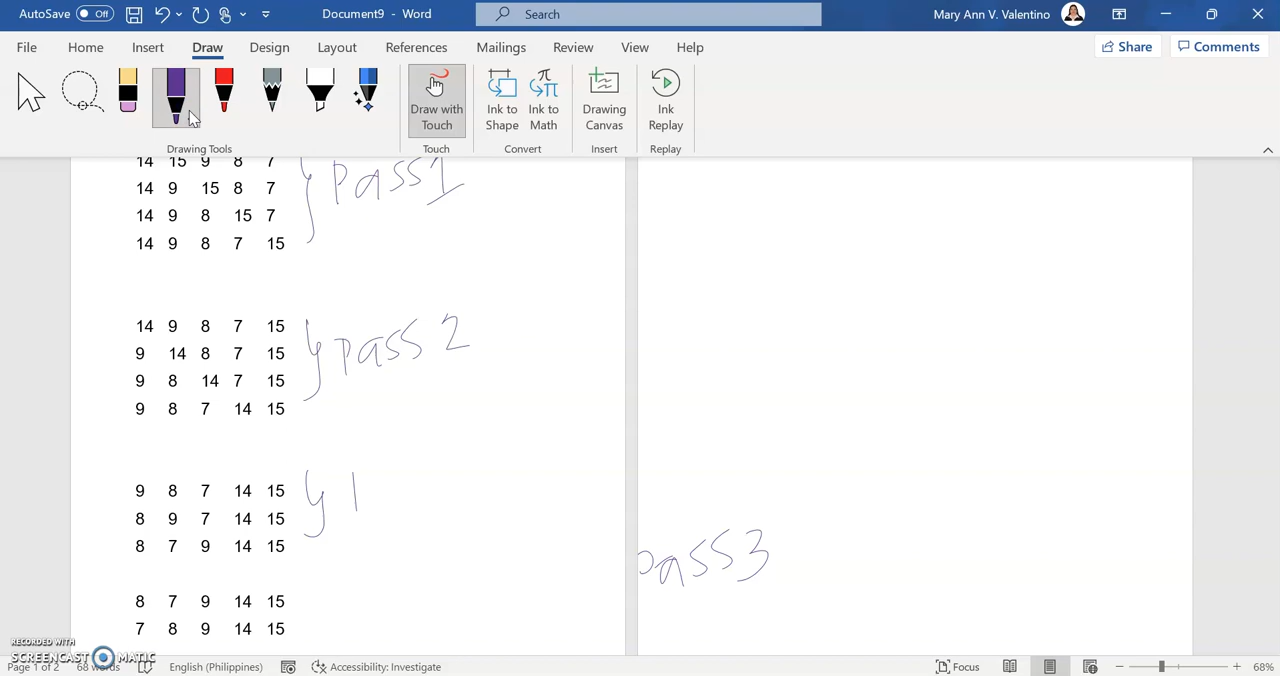 AutoSave Off Document9 - Word Search Mary Ann V. Valentino
File Home Insert Draw Design Layout References Mailings Review View Help Share Comments
Draw with Touch
Ink to Shape
Ink to Math
Drawing Canvas
Ink Replay
Drawing Tools Touch Convert Insert Replay
14 15 9 8 7
14 9 15 8 7
14 9 8 15 7
14 9 8 7 15
Pass 1
14 9 8 7 15
9 14 8 7 15
9 8 14 7 15
9 8 7 14 15
Pass 2
9 8 7 14 15
8 9 7 14 15
8 7 9 14 15
pass 3
8 7 9 14 15
7 8 9 14 15
RECORDED WITH
SCREENCAST MATIC
Page 1 of 2 68 words English (Philippines) Accessibility: Investigate Focus 68%